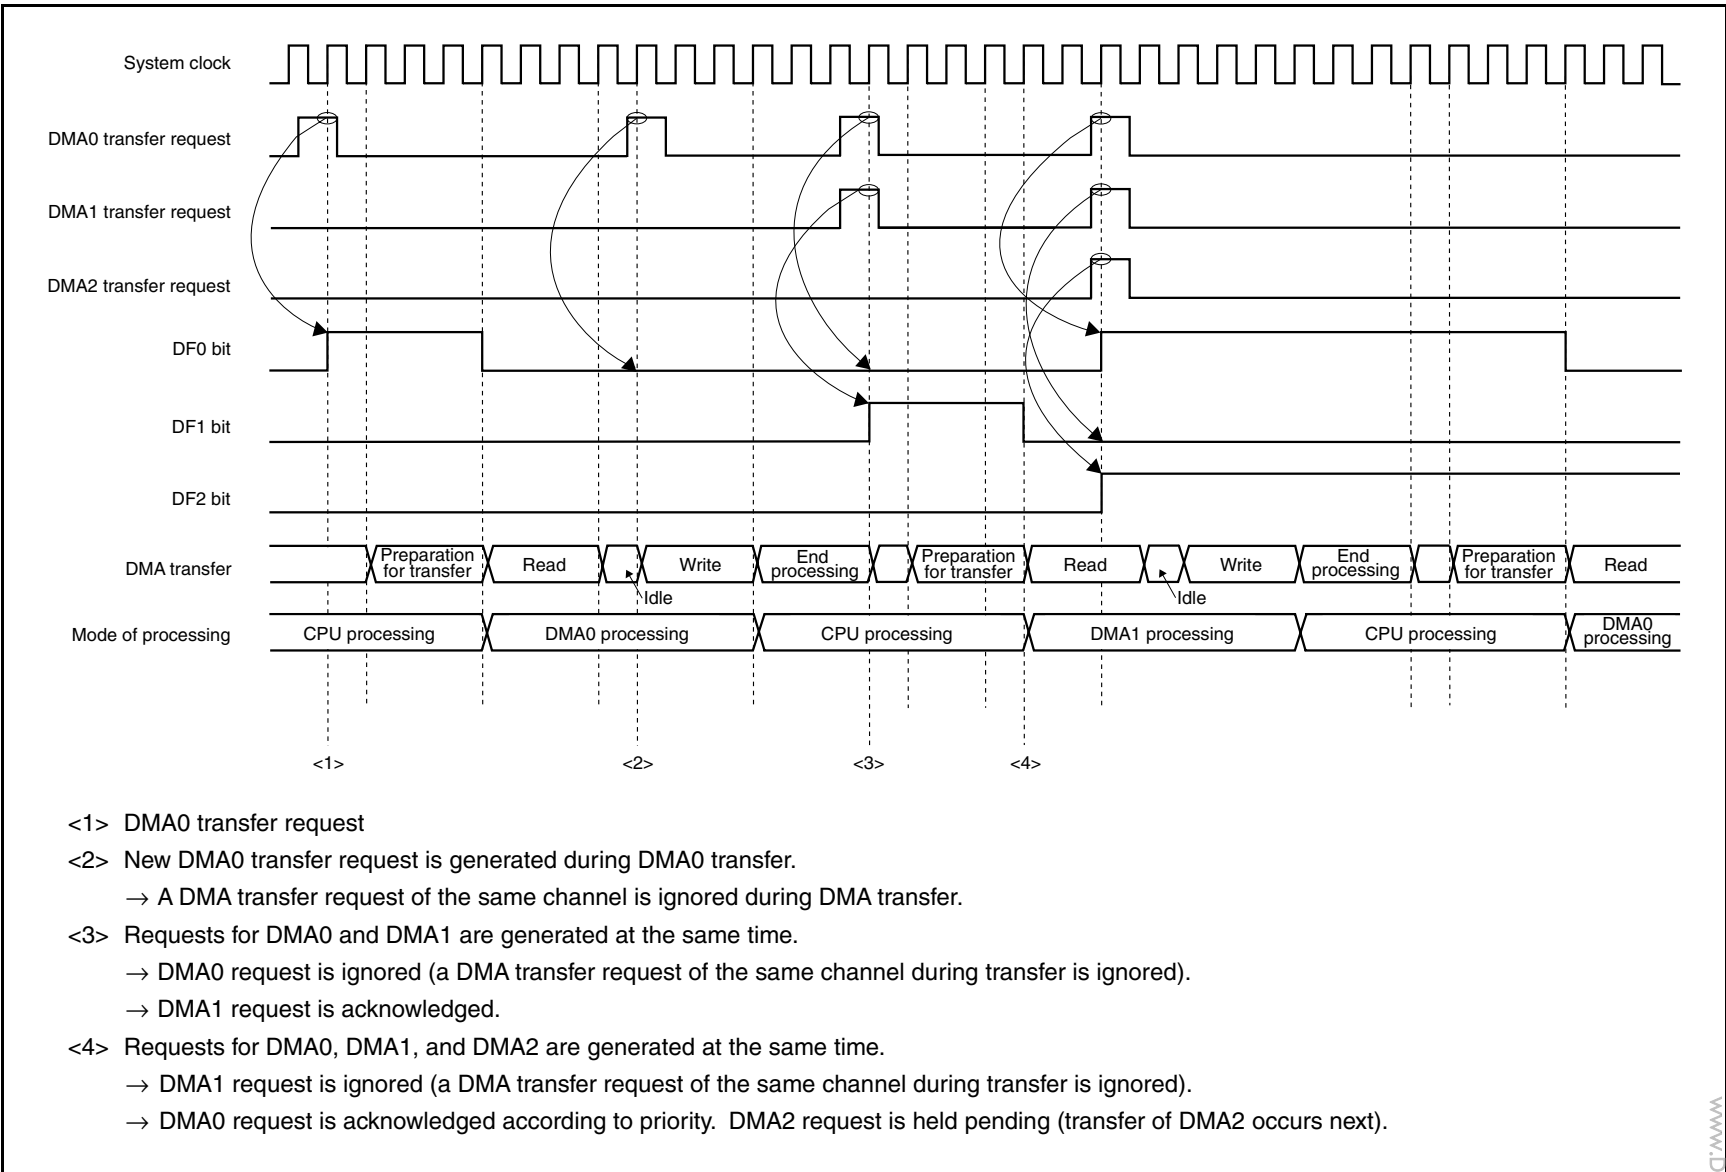 System clock
DMA0 transfer request
DMA1 transfer request
DMA2 transfer request
DF0 bit
DF1 bit
DF2 bit
DMA transfer
Preparation
for transfer
Read
Idle
Write
End
processing
Preparation
for transfer
Read
Idle
Write
End
processing
Preparation
for transfer
Read
Mode of processing
CPU processing
DMA0 processing
CPU processing
DMA1 processing
CPU processing
DMA0
processing
<1>
<2>
<3>
<4>
<1> DMA0 transfer request
<2> New DMA0 transfer request is generated during DMA0 transfer.
→ A DMA transfer request of the same channel is ignored during DMA transfer.
<3> Requests for DMA0 and DMA1 are generated at the same time.
→ DMA0 request is ignored (a DMA transfer request of the same channel during transfer is ignored).
→ DMA1 request is acknowledged.
<4> Requests for DMA0, DMA1, and DMA2 are generated at the same time.
→ DMA1 request is ignored (a DMA transfer request of the same channel during transfer is ignored).
→ DMA0 request is acknowledged according to priority. DMA2 request is held pending (transfer of DMA2 occurs next).
www.D